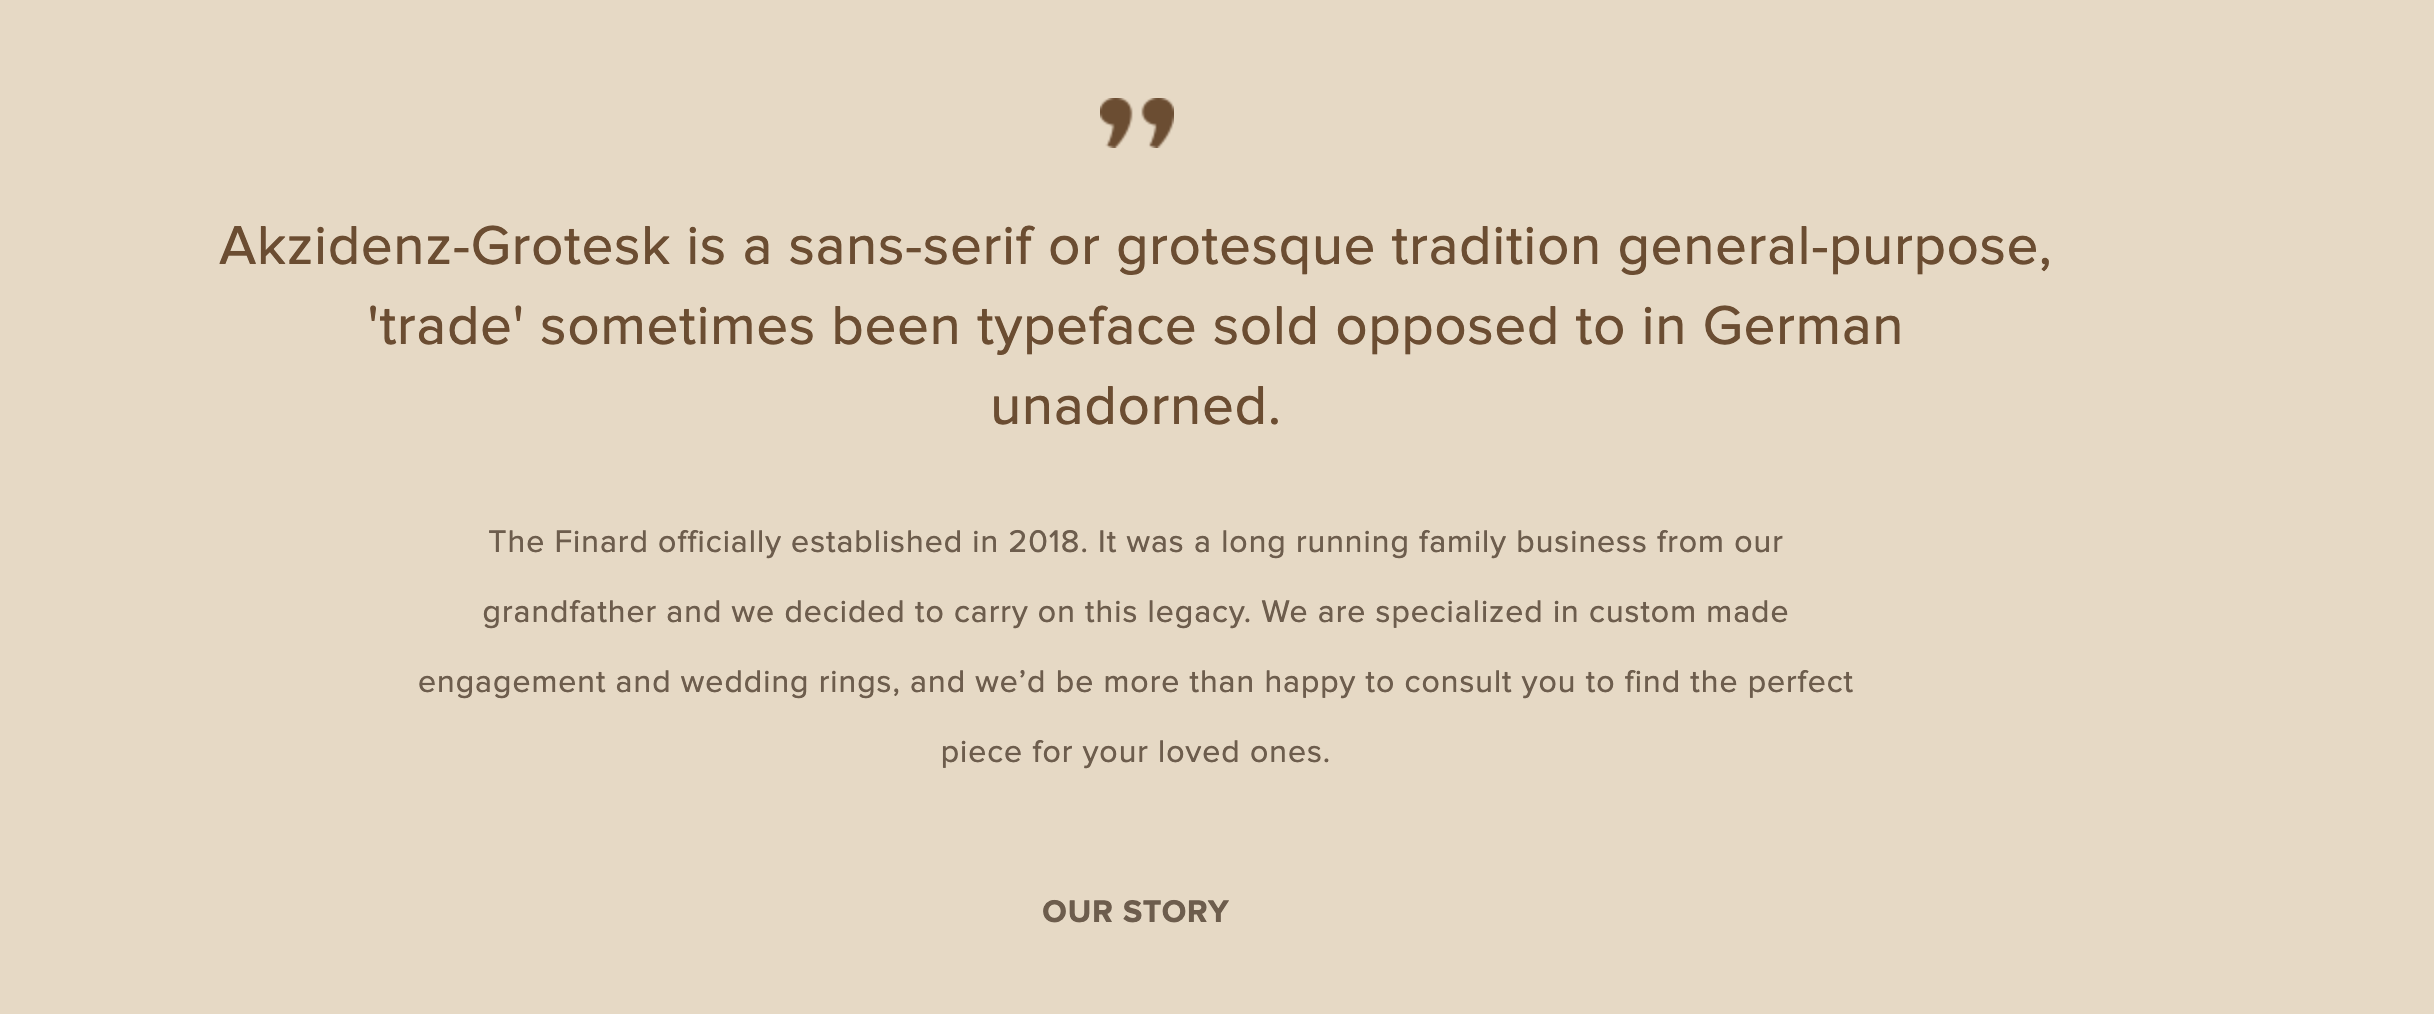 ”
Akzidenz-Grotesk is a sans-serif or grotesque tradition general-purpose,
'trade' sometimes been typeface sold opposed to in German
unadorned.
The Finard officially established in 2018. It was a long running family business from our
grandfather and we decided to carry on this legacy. We are specialized in custom made
engagement and wedding rings, and we’d be more than happy to consult you to find the perfect
piece for your loved ones.
OUR STORY